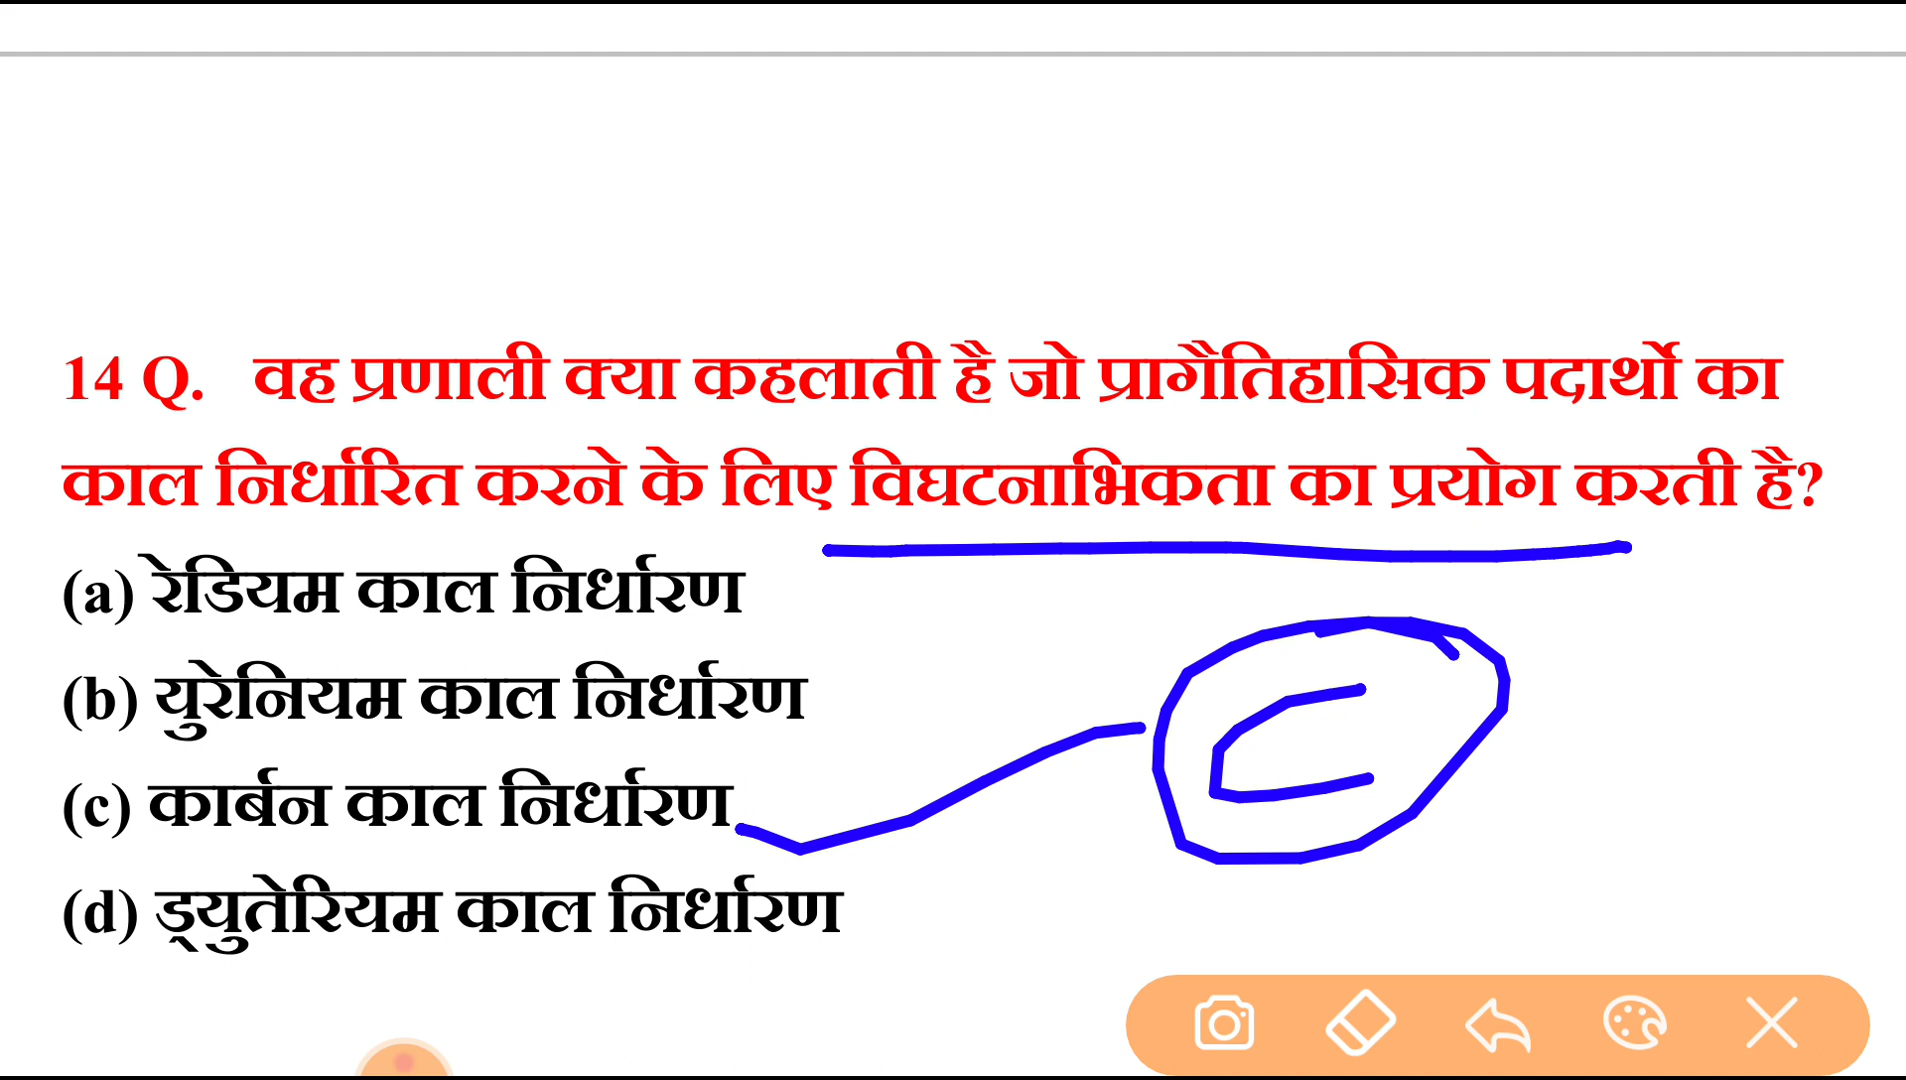 14 Q. वह प्रणाली क्या कहलाती है जो प्रागैतिहासिक पदार्थो का
काल निर्धारित करने के लिए विघटनाभिकता का प्रयोग करती है?
(a) रेडियम काल निर्धारण
(b) युरेनियम काल निर्धारण
(c) कार्बन काल निर्धारण
C
(d) ड्युतेरियम काल निर्धारण